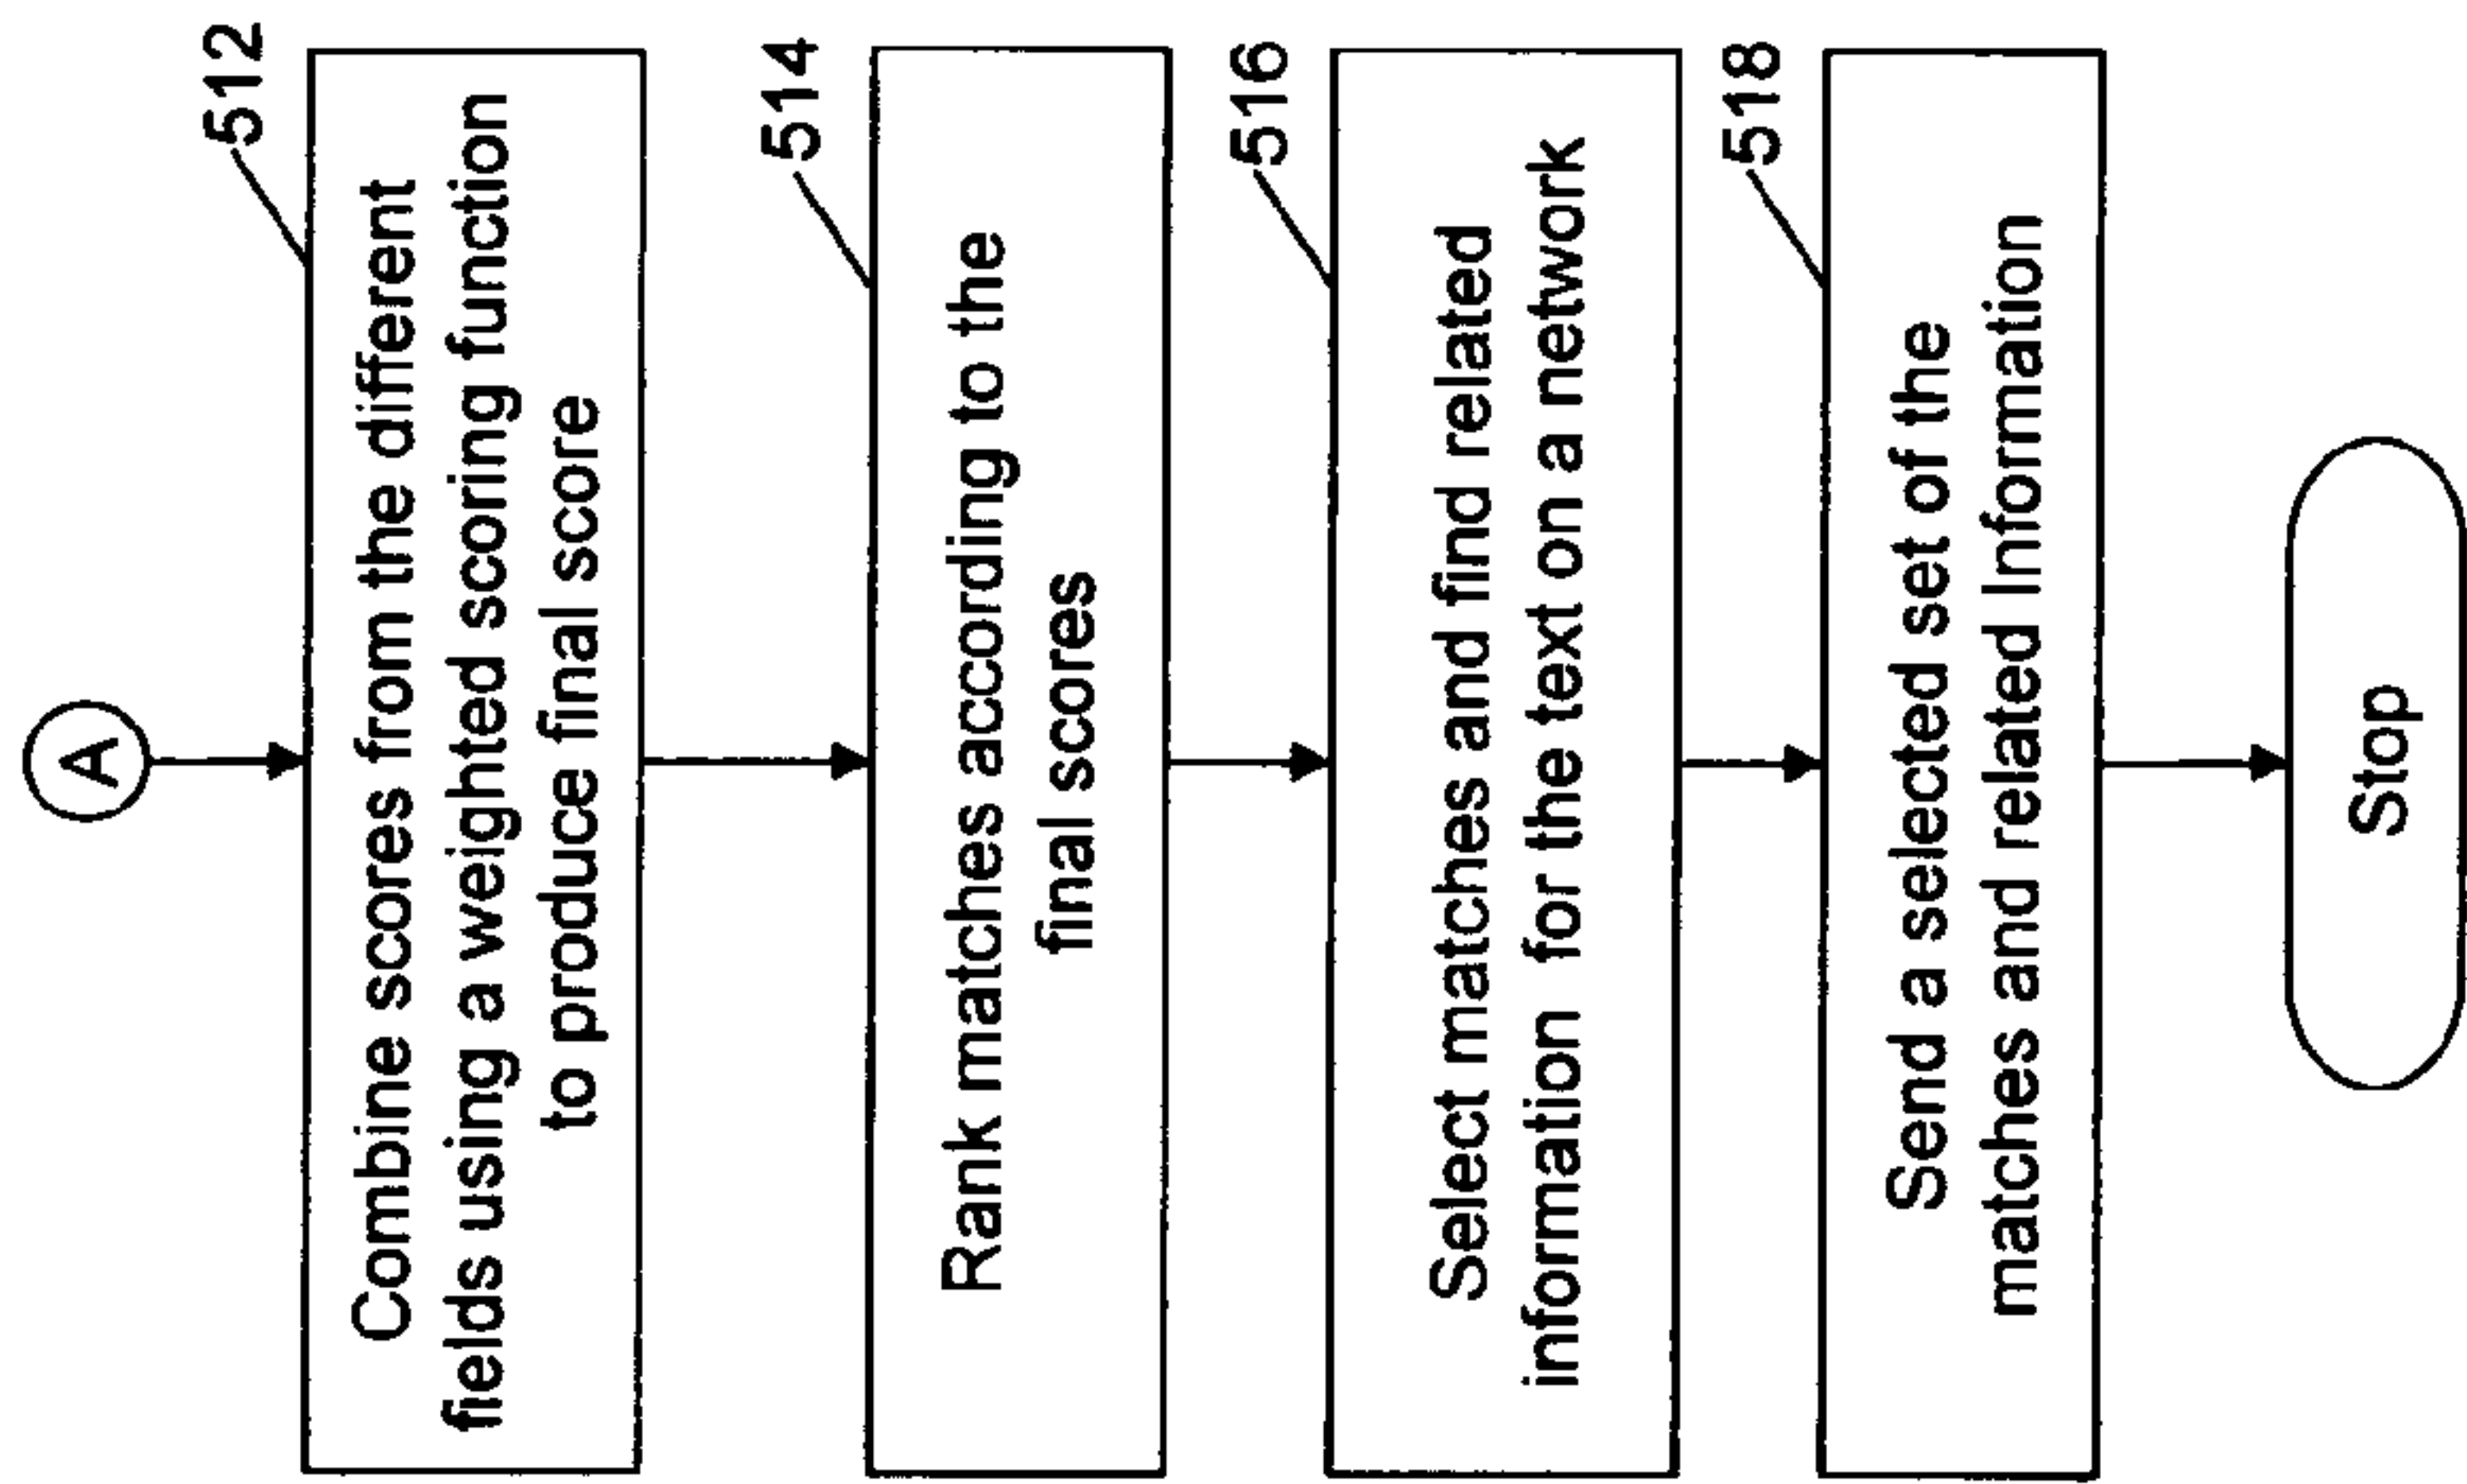 A
512
Combine scores from the different
fields using a weighted scoring function
to produce final score
514
Rank matches according to the
final scores
516
Select matches and find related
information for the text on a network
518
Send a selected set of the
matches and related Information
Stop